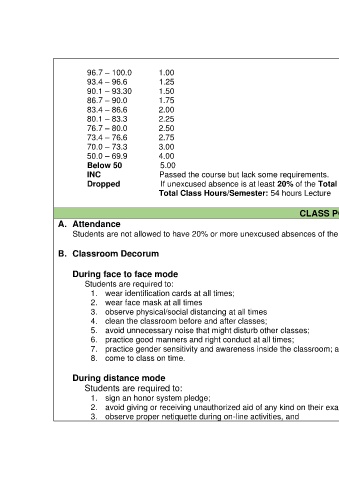 96.7 – 100.0 1.00
93.4 – 96.6 1.25
90.1 – 93.30 1.50
86.7 – 90.0 1.75
83.4 – 86.6 2.00
80.1 – 83.3 2.25
76.7 – 80.0 2.50
73.4 – 76.6 2.75
70.0 – 73.3 3.00
50.0 – 69.9 4.00
Below 50 5.00
INC Passed the course but lack some requirements.
Dropped If unexcused absence is at least 20% of the Total
Total Class Hours/Semester: 54 hours Lecture
CLASS PO
A. Attendance
Students are not allowed to have 20% or more unexcused absences of the
B. Classroom Decorum
During face to face mode
Students are required to:
1. wear identification cards at all times;
2. wear face mask at all times
3. observe physical/social distancing at all times
4. clean the classroom before and after classes;
5. avoid unnecessary noise that might disturb other classes;
6. practice good manners and right conduct at all times;
7. practice gender sensitivity and awareness inside the classroom; a
8. come to class on time.
During distance mode
Students are required to:
1. sign an honor system pledge;
2. avoid giving or receiving unauthorized aid of any kind on their exa
3. observe proper netiquette during on-line activities, and